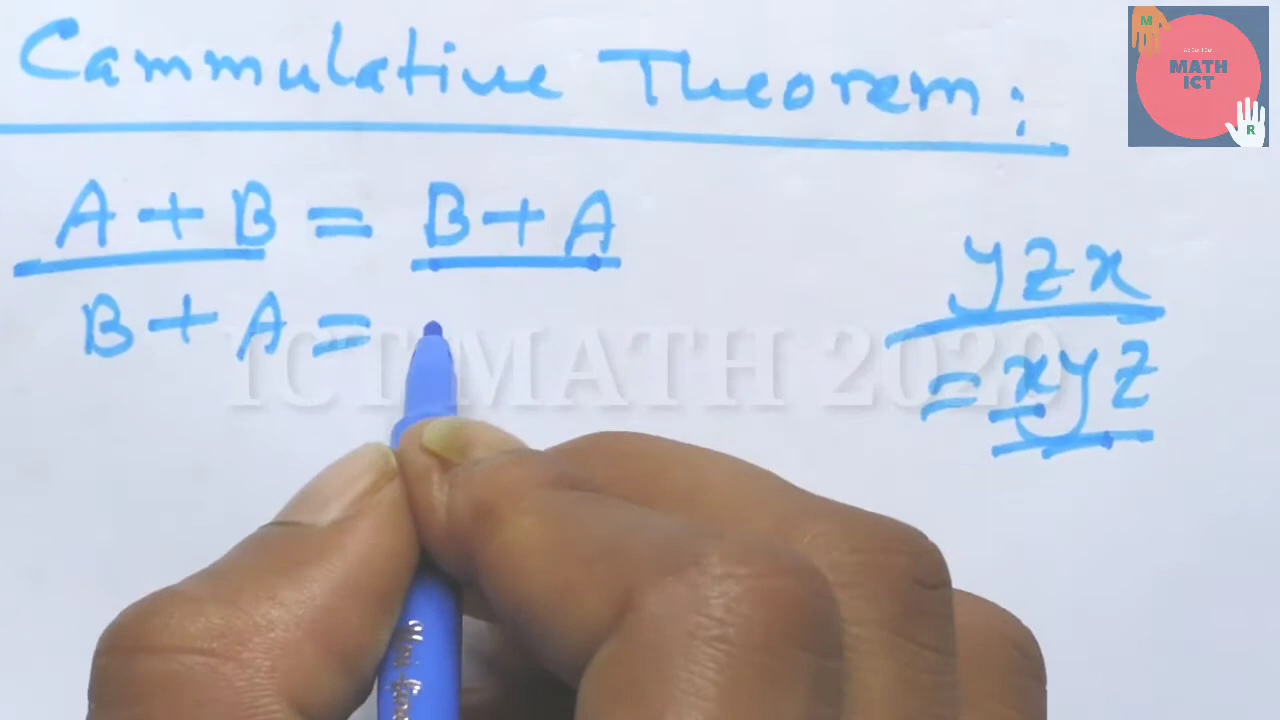 Cammulative Theorem:
A + B = B + A
B + A =
yzx
= xyz
ICT MATH 2020
MATH
ICT
M
R